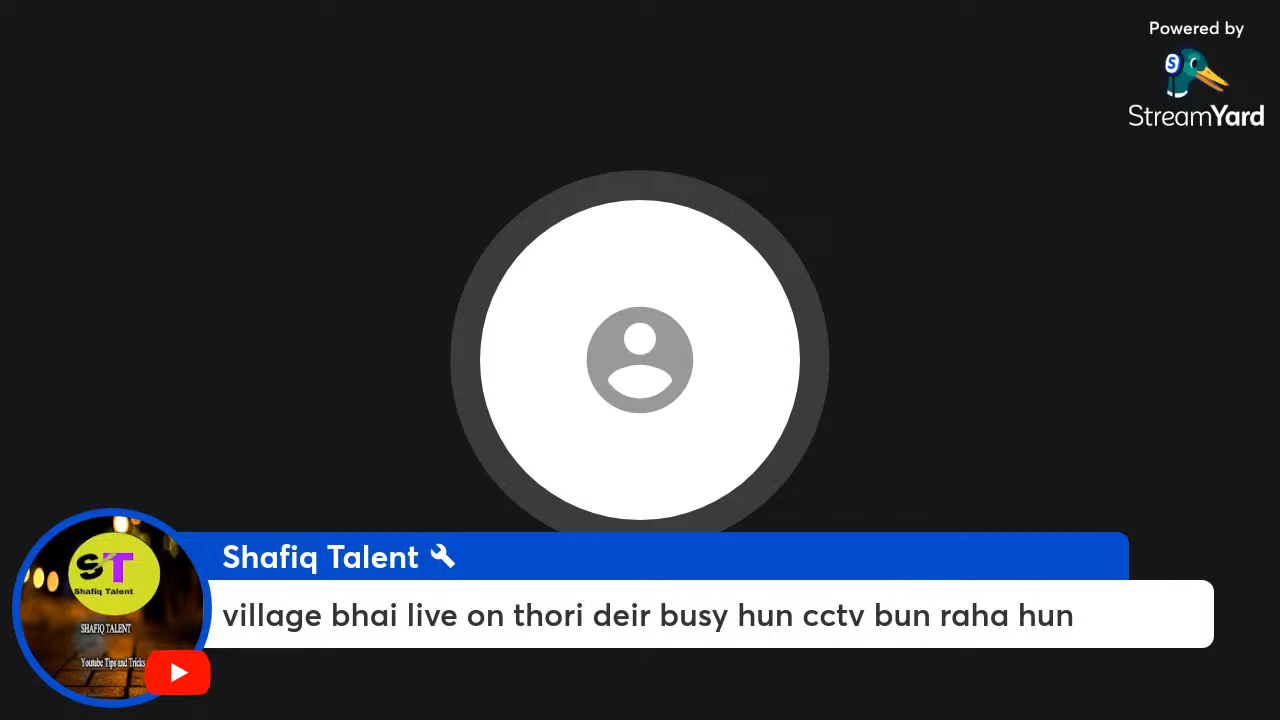 Powered by
StreamYard
Shafiq Talent
village bhai live on thori deir busy hun cctv bun raha hun
S
ST
Shafiq Talent
SHAFIQ TALENT
Youtube Tips and Tricks